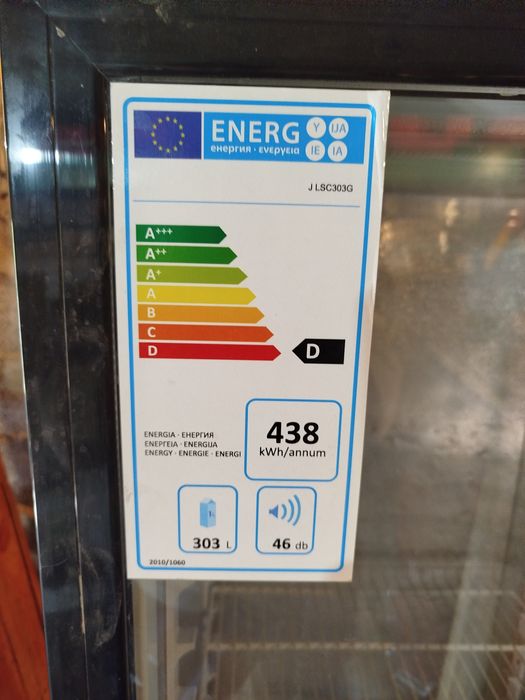 ENERG Y IJA
енергия · ενεργεια IE IA
J LSC303G
A+++
A++
A+
A
B
C
D
D
ENERGIA · ЕНЕРГИЯ
ΕΝΕΡΓΕΙΑ · ENERGIJA
ENERGY · ENERGIE · ENERGI
438
kWh/annum
303 L
46 db
2010/1060